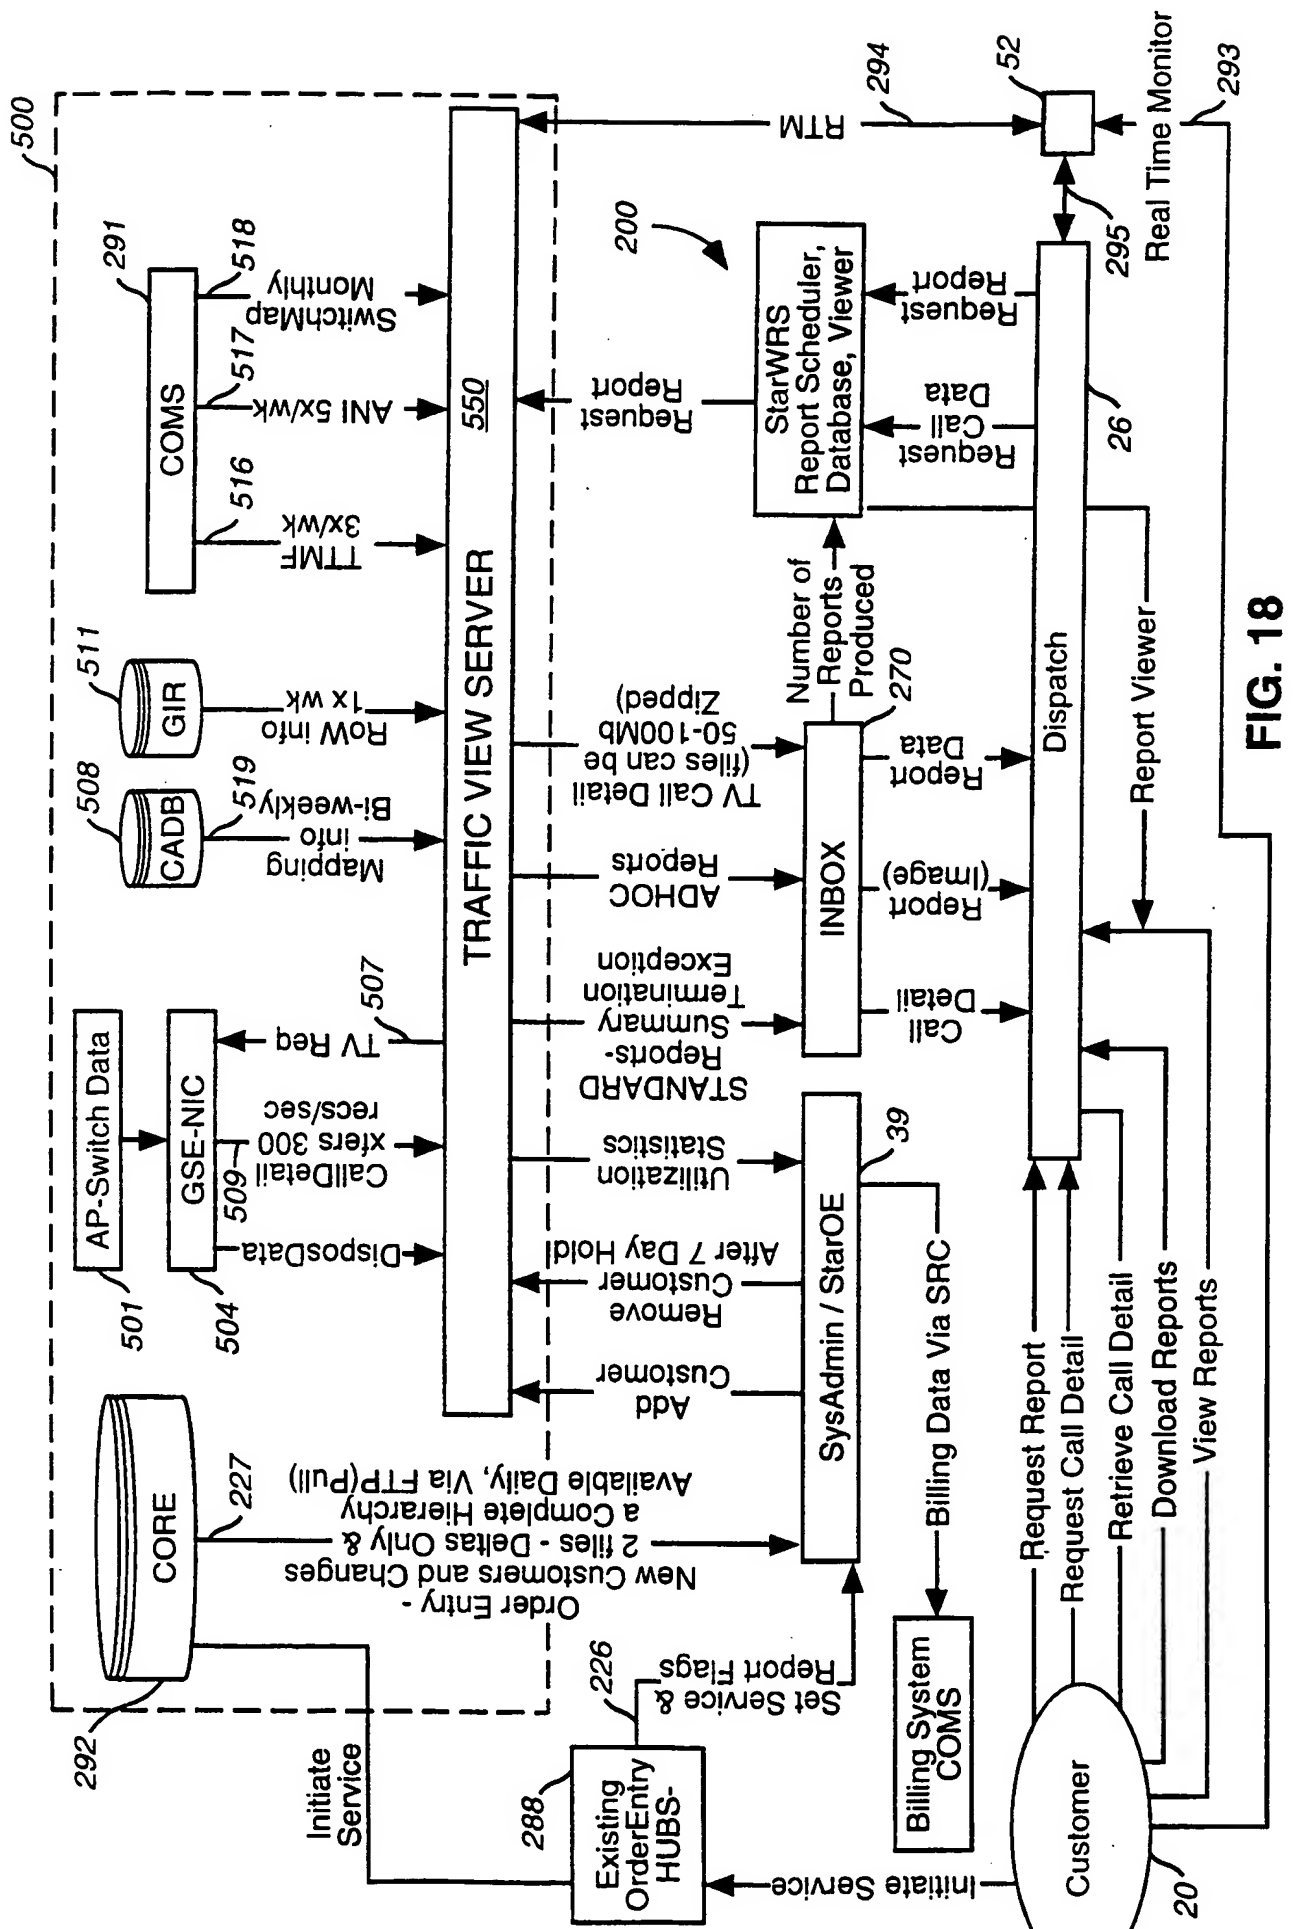 500
CORE
292
227
Order Entry -
New Customers and Changes
2 files - Deltas Only &
a Complete Hierarchy
Available Daily, Via FTP(Pull)
AP-Switch Data
501
GSE-NIC
504
DisposData
509
CallDetail
xfers 300
recs/sec
TV Req
507
CADB
508
519
Mapping
info
Bi-weekly
GIR
511
RoW info
1x wk
COMS
291
516
TTMF
3x/wk
517
ANI 5x/wk
518
SwitchMap
Monthly
TRAFFIC VIEW SERVER
550
Initiate
Service
Existing
OrderEntry
HUBS-
288
226
Set Service &
Report Flags
Add
Customer
Remove
Customer
After 7 Day Hold
Utilization
Statistics
STANDARD
Reports-
Summary
Termination
Exception
ADHOC
Reports
TV Call Detail
(files can be
50-100Mb
Zipped)
Request
Report
RTM
294
200
SysAdmin / StarOE
39
INBOX
270
Number of
Reports
Produced
StarWRS
Report Scheduler,
Database, Viewer
Billing System
COMS
Billing Data Via SRC
Call
Detail
Report
(Image)
Report
Data
Request
Call
Data
Request
Report
52
295
Dispatch
26
Real Time Monitor
293
Initiate Service
Customer
20
Request Report
Request Call Detail
Retrieve Call Detail
Download Reports
View Reports
Report Viewer
FIG. 18